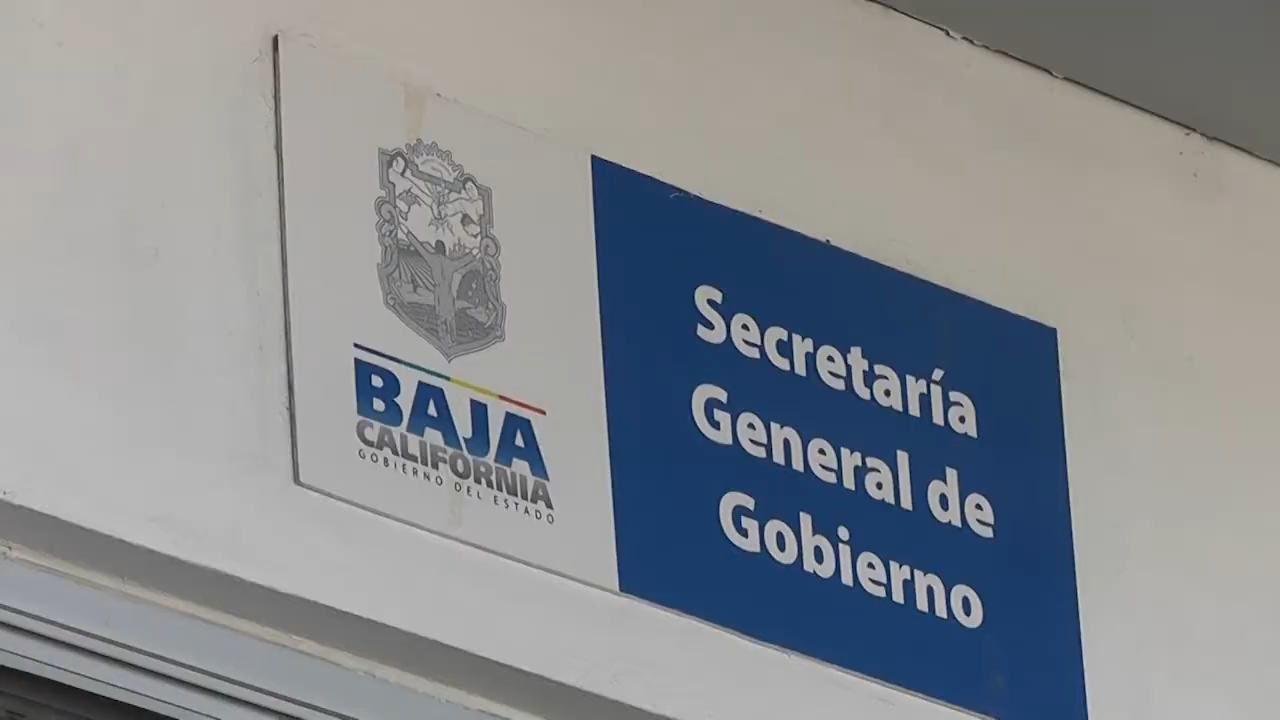 BAJA
CALIFORNIA
GOBIERNO DEL ESTADO
Secretaría
General de
Gobierno